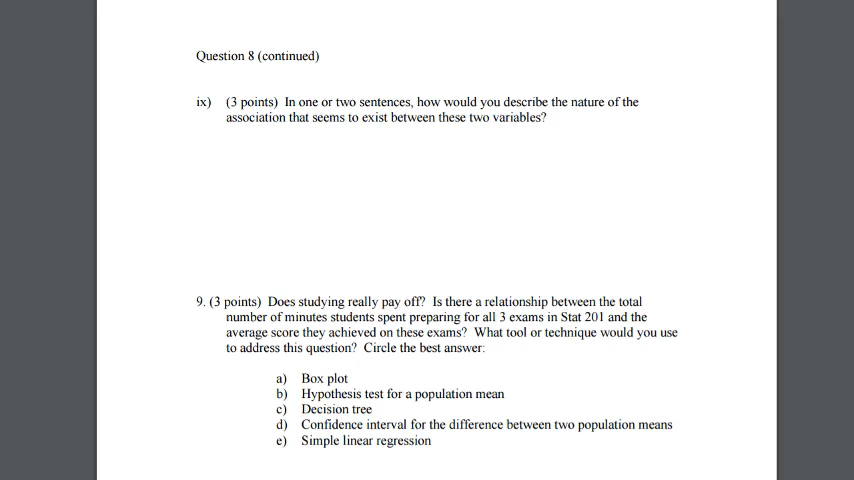 Question 8 (continued)
ix) (3 points) In one or two sentences, how would you describe the nature of the
association that seems to exist between these two variables?
9. (3 points) Does studying really pay off? Is there a relationship between the total
number of minutes students spent preparing for all 3 exams in Stat 201 and the
average score they achieved on these exams? What tool or technique would you use
to address this question? Circle the best answer:
a) Box plot
b) Hypothesis test for a population mean
c) Decision tree
d) Confidence interval for the difference between two population means
e) Simple linear regression